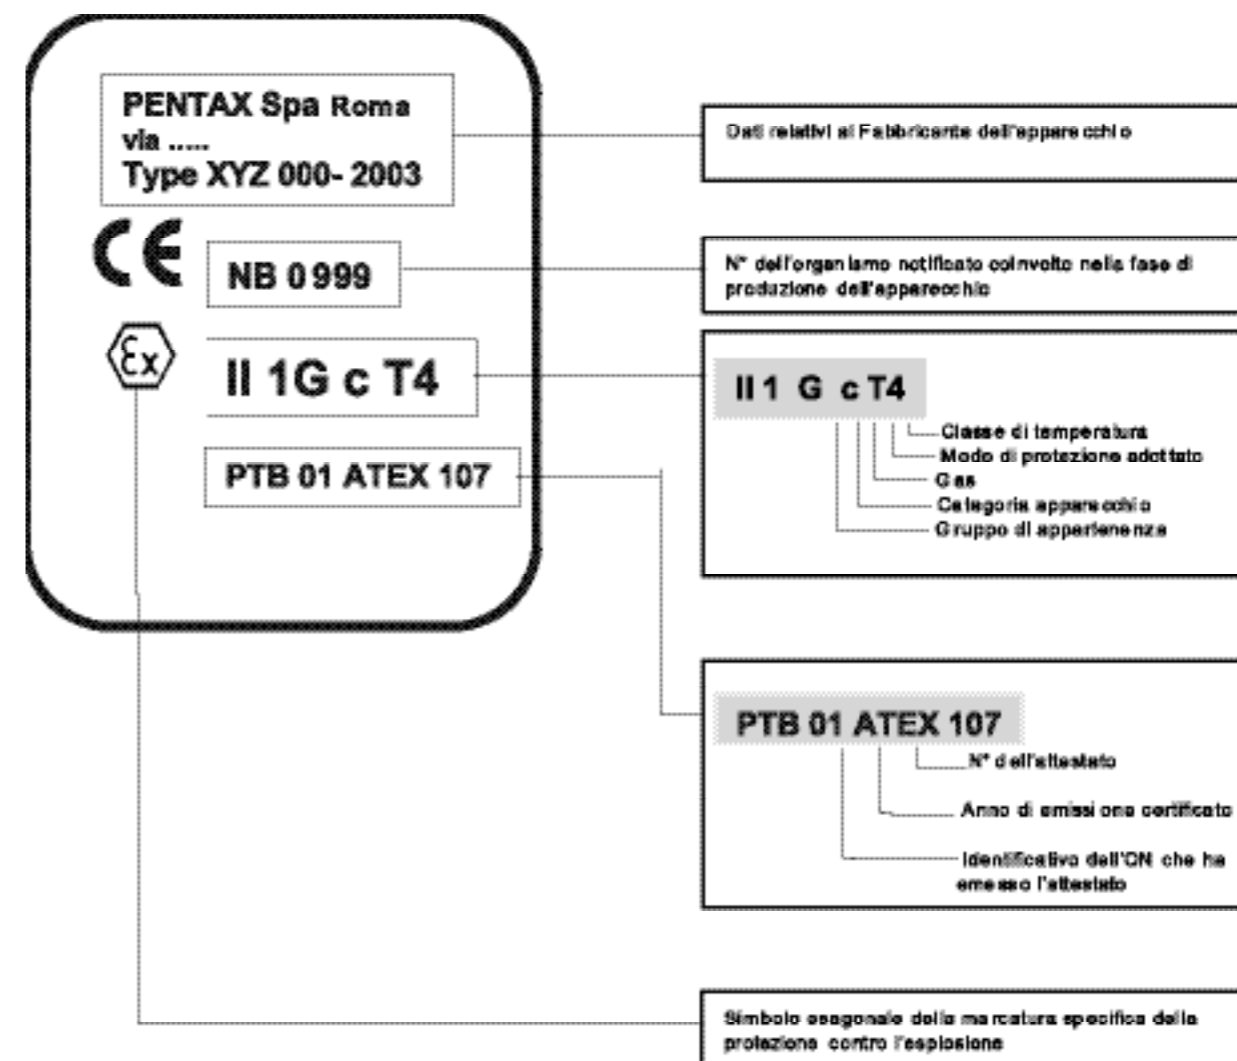 PENTAX Spa Roma
via .....
Type XYZ 000- 2003
CE
NB 0999
Ex
II 1G c T4
PTB 01 ATEX 107
Dati relativi al Fabbricante dell'apparecchio
N° dell'organismo notificato coinvolto nella fase di
produzione dell'apparecchio
II 1 G c T4
Classe di temperatura
Modo di protezione adottato
Gas
Categoria apparecchio
Gruppo di appartenenza
PTB 01 ATEX 107
N° dell'attestato
Anno di emissione certificato
Identificativo dell'ON che ha
emesso l'attestato
Simbolo esagonale della marcatura specifica della
protezione contro l'esplosione